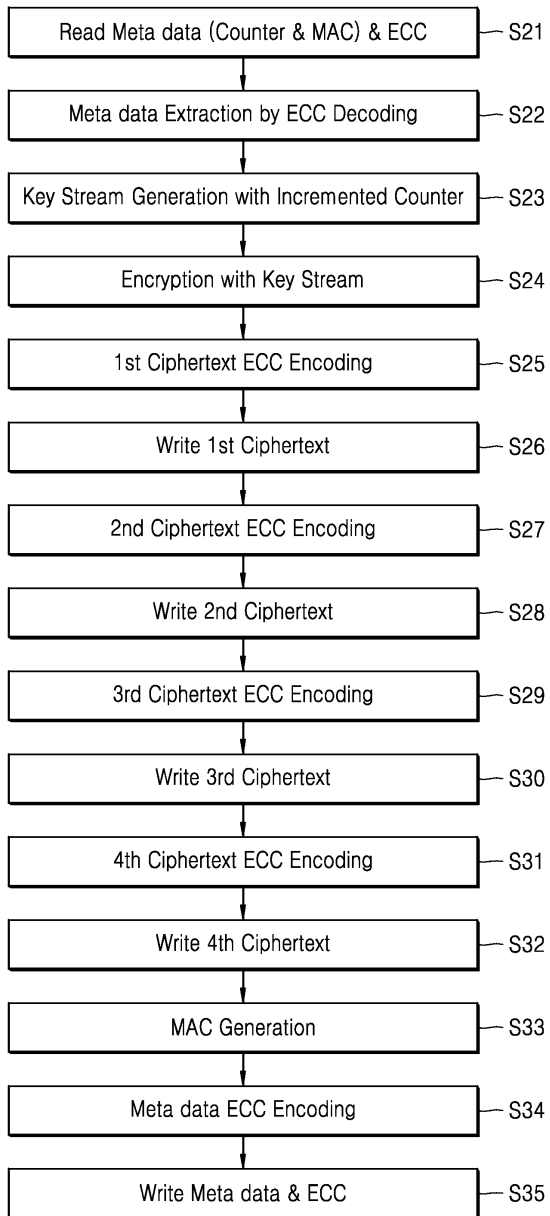 Read Meta data (Counter & MAC) & ECC S21
Meta data Extraction by ECC Decoding S22
Key Stream Generation with Incremented Counter S23
Encryption with Key Stream S24
1st Ciphertext ECC Encoding S25
Write 1st Ciphertext S26
2nd Ciphertext ECC Encoding S27
Write 2nd Ciphertext S28
3rd Ciphertext ECC Encoding S29
Write 3rd Ciphertext S30
4th Ciphertext ECC Encoding S31
Write 4th Ciphertext S32
MAC Generation S33
Meta data ECC Encoding S34
Write Meta data & ECC S35